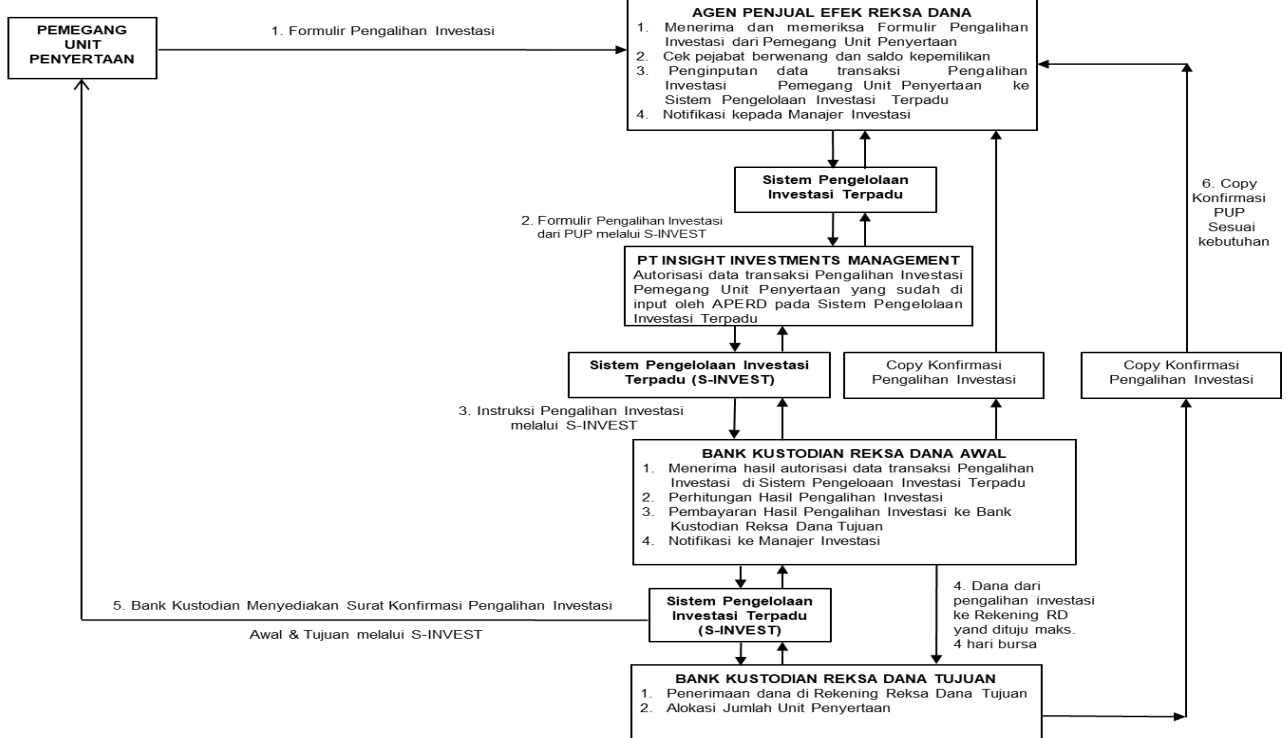 PEMEGANG
UNIT
PENYERTAAN
1. Formulir Pengalihan Investasi
AGEN PENJUAL EFEK REKSA DANA
1. Menerima dan memeriksa Formulir Pengalihan
Investasi dari Pemegang Unit Penyertaan
2. Cek pejabat berwenang dan saldo kepemilikan
3. Penginputan data transaksi Pengalihan
Investasi Pemegang Unit Penyertaan ke
Sistem Pengelolaan Investasi Terpadu
4. Notifikasi kepada Manajer Investasi
Sistem Pengelolaan
Investasi Terpadu
2. Formulir Pengalihan Investasi
dari PUP melalui S-INVEST
6. Copy
Konfirmasi
PUP
Sesuai
kebutuhan
PT INSIGHT INVESTMENTS MANAGEMENT
Autorisasi data transaksi Pengalihan Investasi
Pemegang Unit Penyertaan yang sudah di
input oleh APERD pada Sistem Pengelolaan
Investasi Terpadu
Sistem Pengelolaan Investasi
Terpadu (S-INVEST)
Copy Konfirmasi
Pengalihan Investasi
Copy Konfirmasi
Pengalihan Investasi
3. Instruksi Pengalihan Investasi
melalui S-INVEST
BANK KUSTODIAN REKSA DANA AWAL
1. Menerima hasil autorisasi data transaksi Pengalihan
Investasi di Sistem Pengeloaan Investasi Terpadu
2. Perhitungan Hasil Pengalihan Investasi
3. Pembayaran Hasil Pengalihan Investasi ke Bank
Kustodian Reksa Dana Tujuan
4. Notifikasi ke Manajer Investasi
5. Bank Kustodian Menyediakan Surat Konfirmasi Pengalihan Investasi
Awal & Tujuan melalui S-INVEST
Sistem Pengelolaan
Investasi Terpadu
(S-INVEST)
4. Dana dari
pengalihan investasi
ke Rekening RD
yand dituju maks.
4 hari bursa
BANK KUSTODIAN REKSA DANA TUJUAN
1. Penerimaan dana di Rekening Reksa Dana Tujuan
2. Alokasi Jumlah Unit Penyertaan